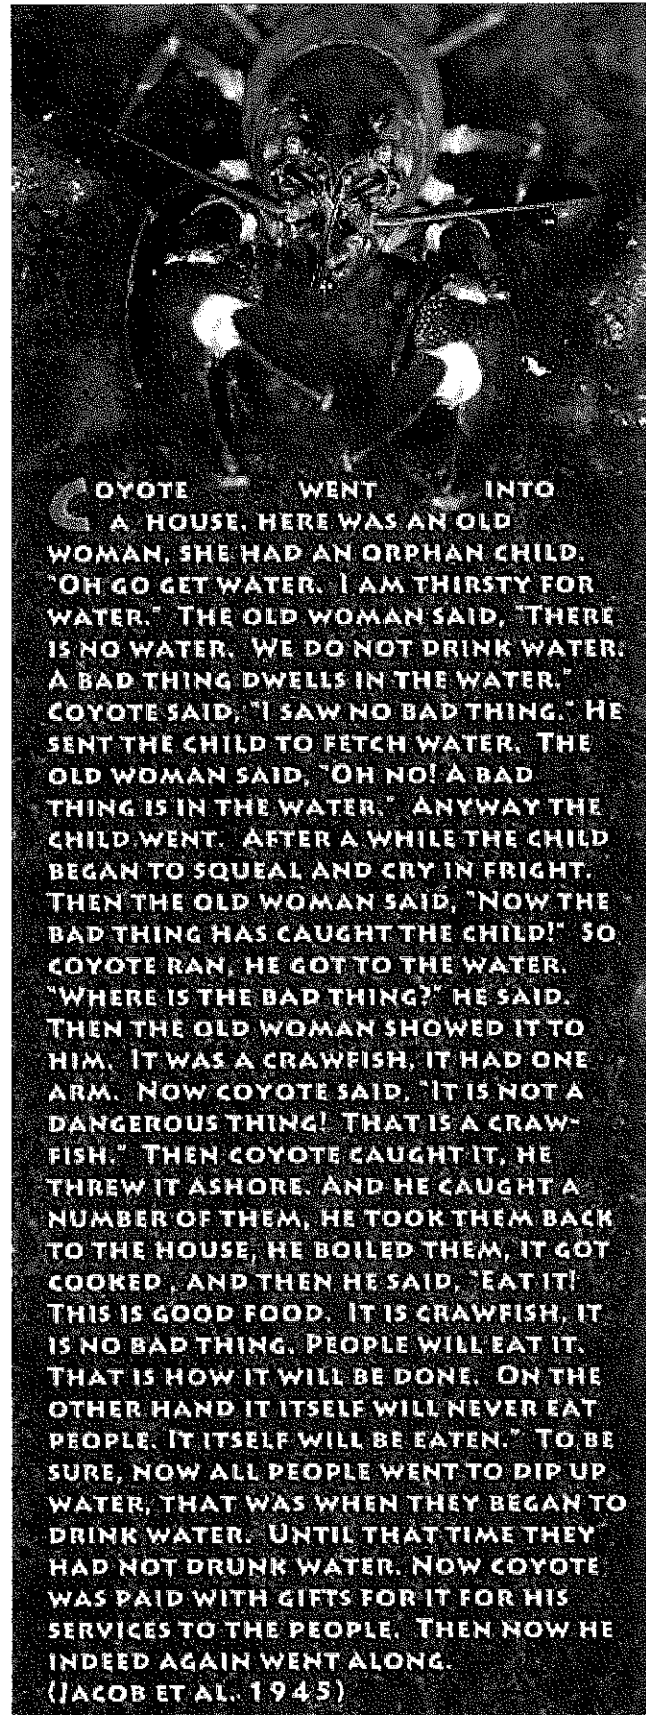 COYOTE WENT INTO
A HOUSE. HERE WAS AN OLD
WOMAN, SHE HAD AN ORPHAN CHILD.
"OH GO GET WATER. I AM THIRSTY FOR
WATER." THE OLD WOMAN SAID, "THERE
IS NO WATER. WE DO NOT DRINK WATER.
A BAD THING DWELLS IN THE WATER."
COYOTE SAID, "I SAW NO BAD THING." HE
SENT THE CHILD TO FETCH WATER. THE
OLD WOMAN SAID, "OH NO! A BAD
THING IS IN THE WATER." ANYWAY THE
CHILD WENT. AFTER A WHILE THE CHILD
BEGAN TO SQUEAL AND CRY IN FRIGHT.
THEN THE OLD WOMAN SAID, "NOW THE
BAD THING HAS CAUGHT THE CHILD!" SO
COYOTE RAN, HE GOT TO THE WATER.
"WHERE IS THE BAD THING?" HE SAID.
THEN THE OLD WOMAN SHOWED IT TO
HIM. IT WAS A CRAWFISH, IT HAD ONE
ARM. NOW COYOTE SAID, "IT IS NOT A
DANGEROUS THING! THAT IS A CRAW-
FISH." THEN COYOTE CAUGHT IT, HE
THREW IT ASHORE. AND HE CAUGHT A
NUMBER OF THEM, HE TOOK THEM BACK
TO THE HOUSE, HE BOILED THEM, IT GOT
COOKED , AND THEN HE SAID, "EAT IT!
THIS IS GOOD FOOD. IT IS CRAWFISH, IT
IS NO BAD THING. PEOPLE WILL EAT IT.
THAT IS HOW IT WILL BE DONE. ON THE
OTHER HAND IT ITSELF WILL NEVER EAT
PEOPLE. IT ITSELF WILL BE EATEN." TO BE
SURE, NOW ALL PEOPLE WENT TO DIP UP
WATER, THAT WAS WHEN THEY BEGAN TO
DRINK WATER. UNTIL THAT TIME THEY
HAD NOT DRUNK WATER. NOW COYOTE
WAS PAID WITH GIFTS FOR IT FOR HIS
SERVICES TO THE PEOPLE. THEN NOW HE
INDEED AGAIN WENT ALONG.
(JACOB ET AL. 1945)